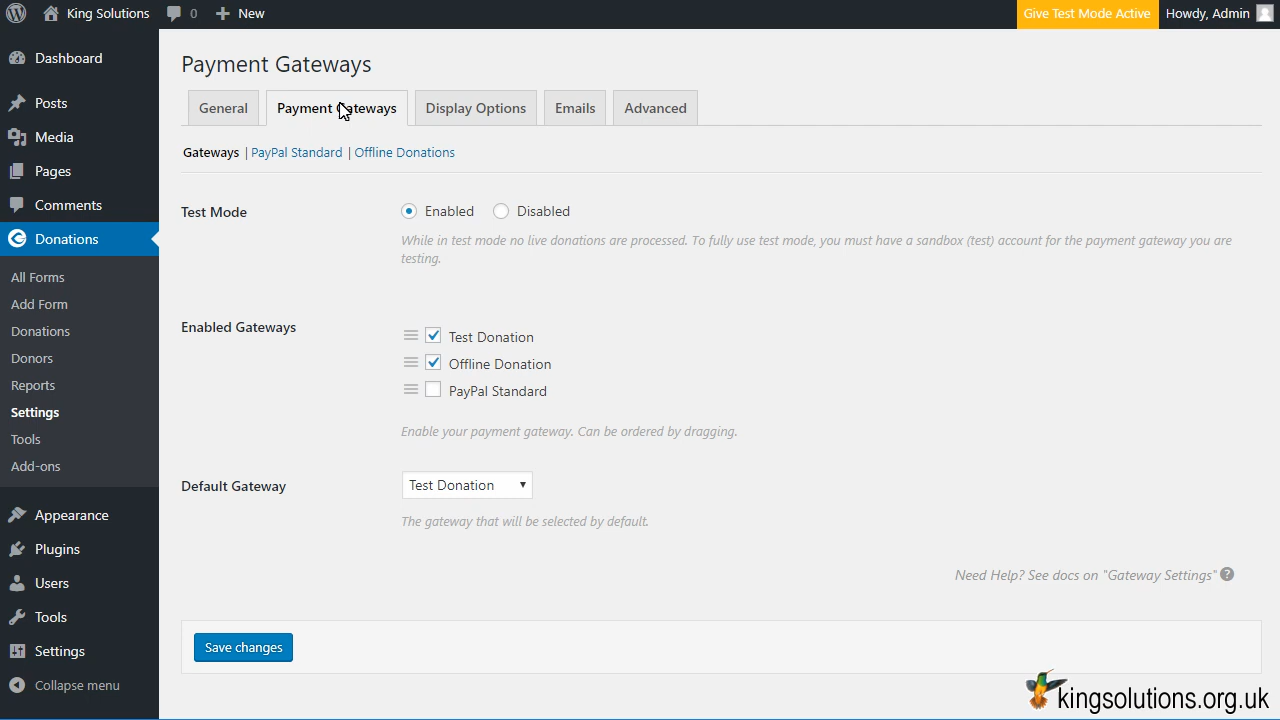 King Solutions 0 New Give Test Mode Active Howdy, Admin
Dashboard
Posts
Media
Pages
Comments
Donations
All Forms
Add Form
Donations
Donors
Reports
Settings
Tools
Add-ons
Appearance
Plugins
Users
Tools
Settings
Collapse menu
Payment Gateways
General Payment Gateways Display Options Emails Advanced
Gateways | PayPal Standard | Offline Donations
Test Mode Enabled Disabled
While in test mode no live donations are processed. To fully use test mode, you must have a sandbox (test) account for the payment gateway you are
testing.
Enabled Gateways
Test Donation
Offline Donation
PayPal Standard
Enable your payment gateway. Can be ordered by dragging.
Default Gateway Test Donation
The gateway that will be selected by default.
Need Help? See docs on "Gateway Settings" ?
Save changes
kingsolutions.org.uk